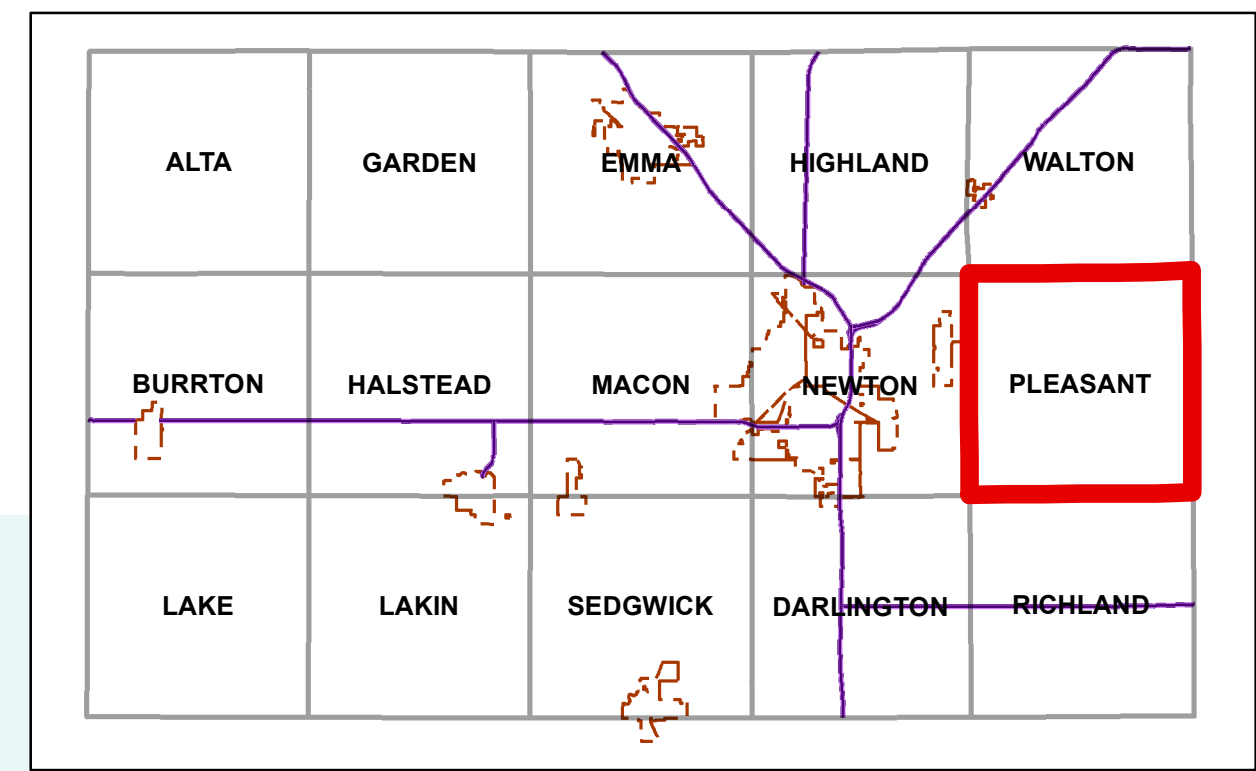 ALTA
GARDEN
EMMA
HIGHLAND
WALTON
BURRTON
HALSTEAD
MACON
NEWTON
PLEASANT
LAKE
LAKIN
SEDGWICK
DARLINGTON
RICHLAND